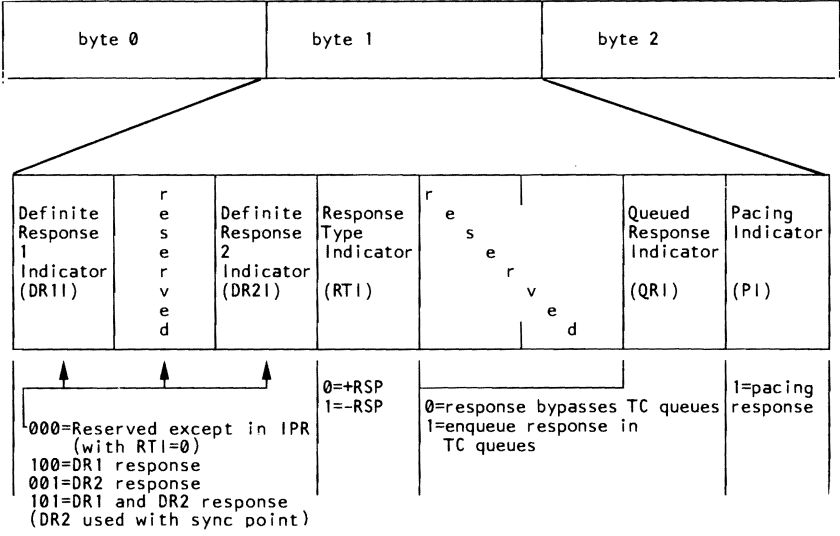 byte 0 byte 1 byte 2
Definite Response 1 Indicator (DR1I)
reserved
Definite Response 2 Indicator (DR2I)
Response Type Indicator (RTI)
reserved
Queued Response Indicator (QRI)
Pacing Indicator (PI)
000=Reserved except in IPR
(with RTI=0)
100=DR1 response
001=DR2 response
101=DR1 and DR2 response
(DR2 used with sync point)
0=+RSP
1=-RSP
0=response bypasses TC queues
1=enqueue response in
TC queues
1=pacing
response